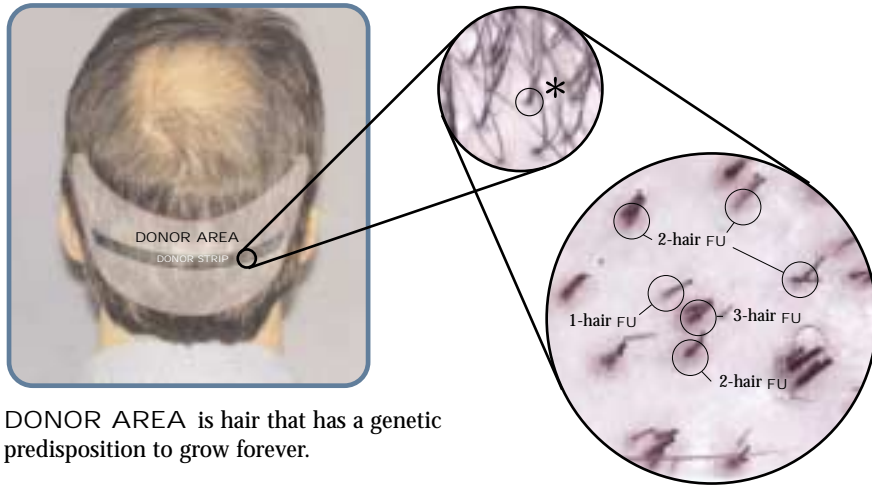 DONOR AREA
DONOR STRIP
*
2-hair FU
1-hair FU
3-hair FU
2-hair FU
DONOR AREA is hair that has a genetic
predisposition to grow forever.